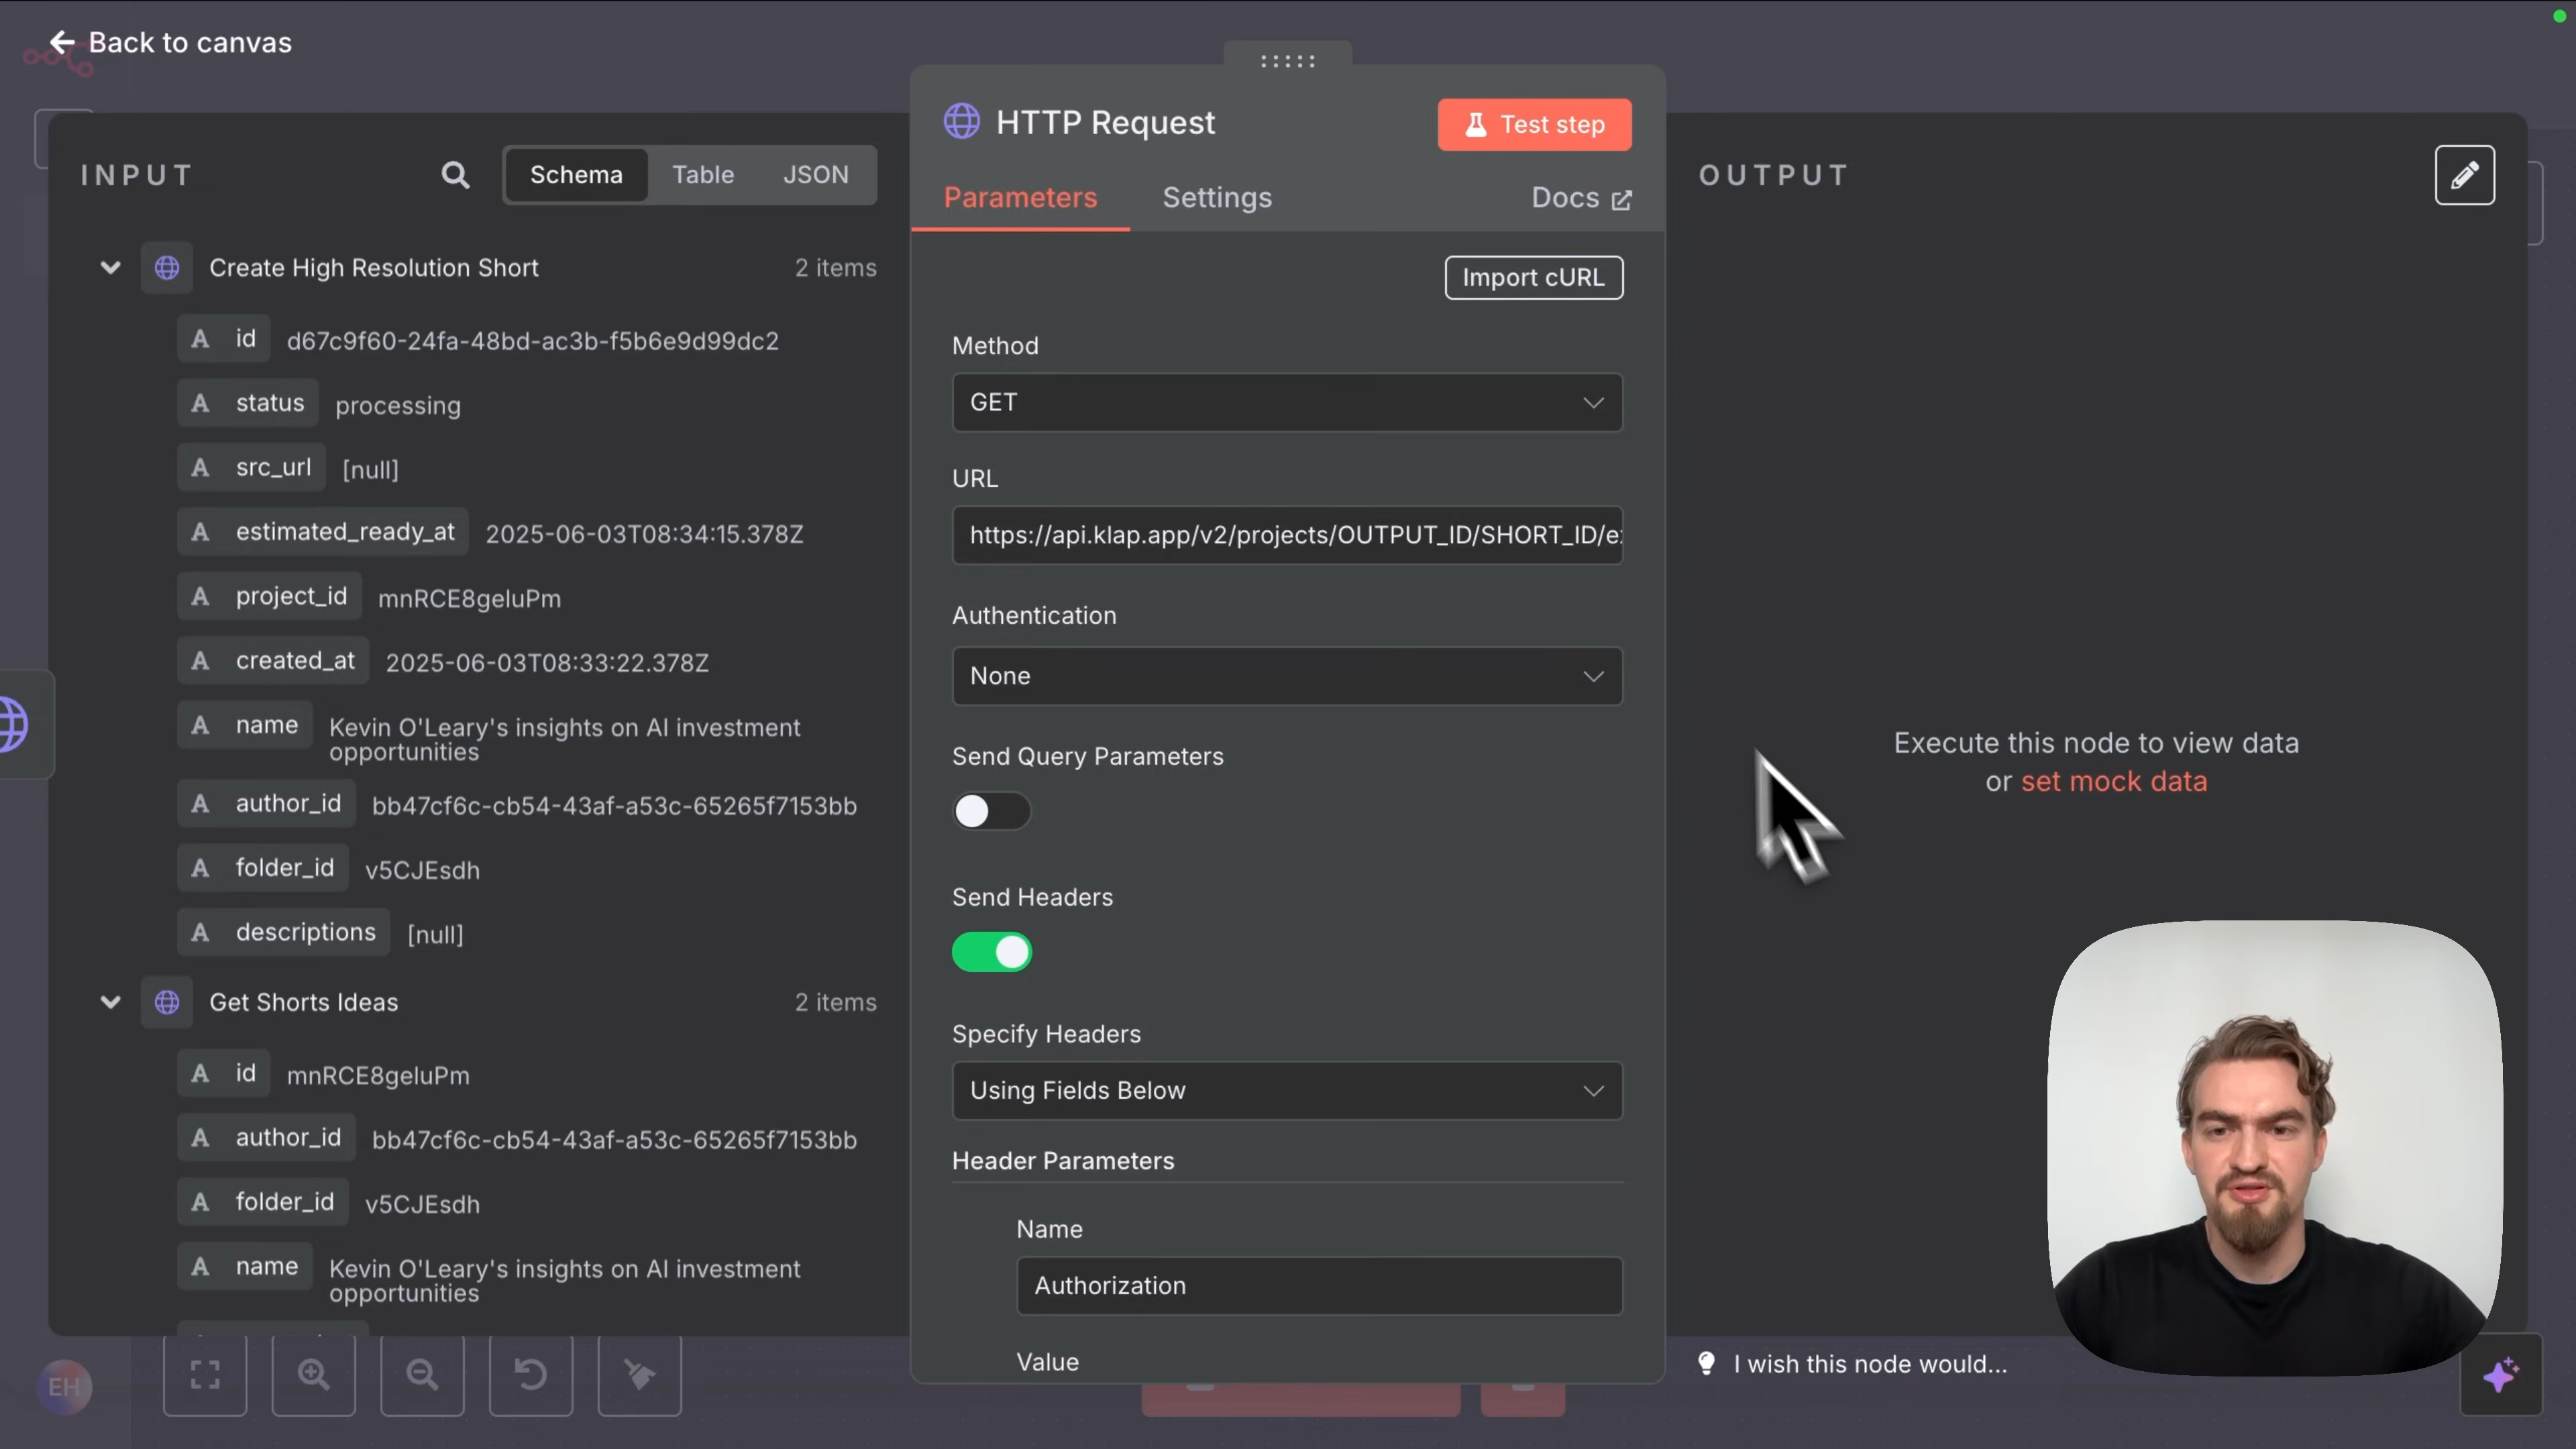 Back to canvas
INPUT
Schema
Table
JSON
Create High Resolution Short
2 items
A id d67c9f60-24fa-48bd-ac3b-f5b6e9d99dc2
A status processing
A src_url [null]
A estimated_ready_at 2025-06-03T08:34:15.378Z
A project_id mnRCE8geIuPm
A created_at 2025-06-03T08:33:22.378Z
A name Kevin O'Leary's insights on AI investment
opportunities
A author_id bb47cf6c-cb54-43af-a53c-65265f7153bb
A folder_id v5CJEsdh
A descriptions [null]
Get Shorts Ideas
2 items
A id mnRCE8geIuPm
A author_id bb47cf6c-cb54-43af-a53c-65265f7153bb
A folder_id v5CJEsdh
A name Kevin O'Leary's insights on AI investment
opportunities
EH
HTTP Request
Test step
Parameters
Settings
Docs
Import cURL
Method
GET
URL
https://api.klap.app/v2/projects/OUTPUT_ID/SHORT_ID/e
Authentication
None
Send Query Parameters
Send Headers
Specify Headers
Using Fields Below
Header Parameters
Name
Authorization
Value
OUTPUT
Execute this node to view data
or set mock data
I wish this node would...